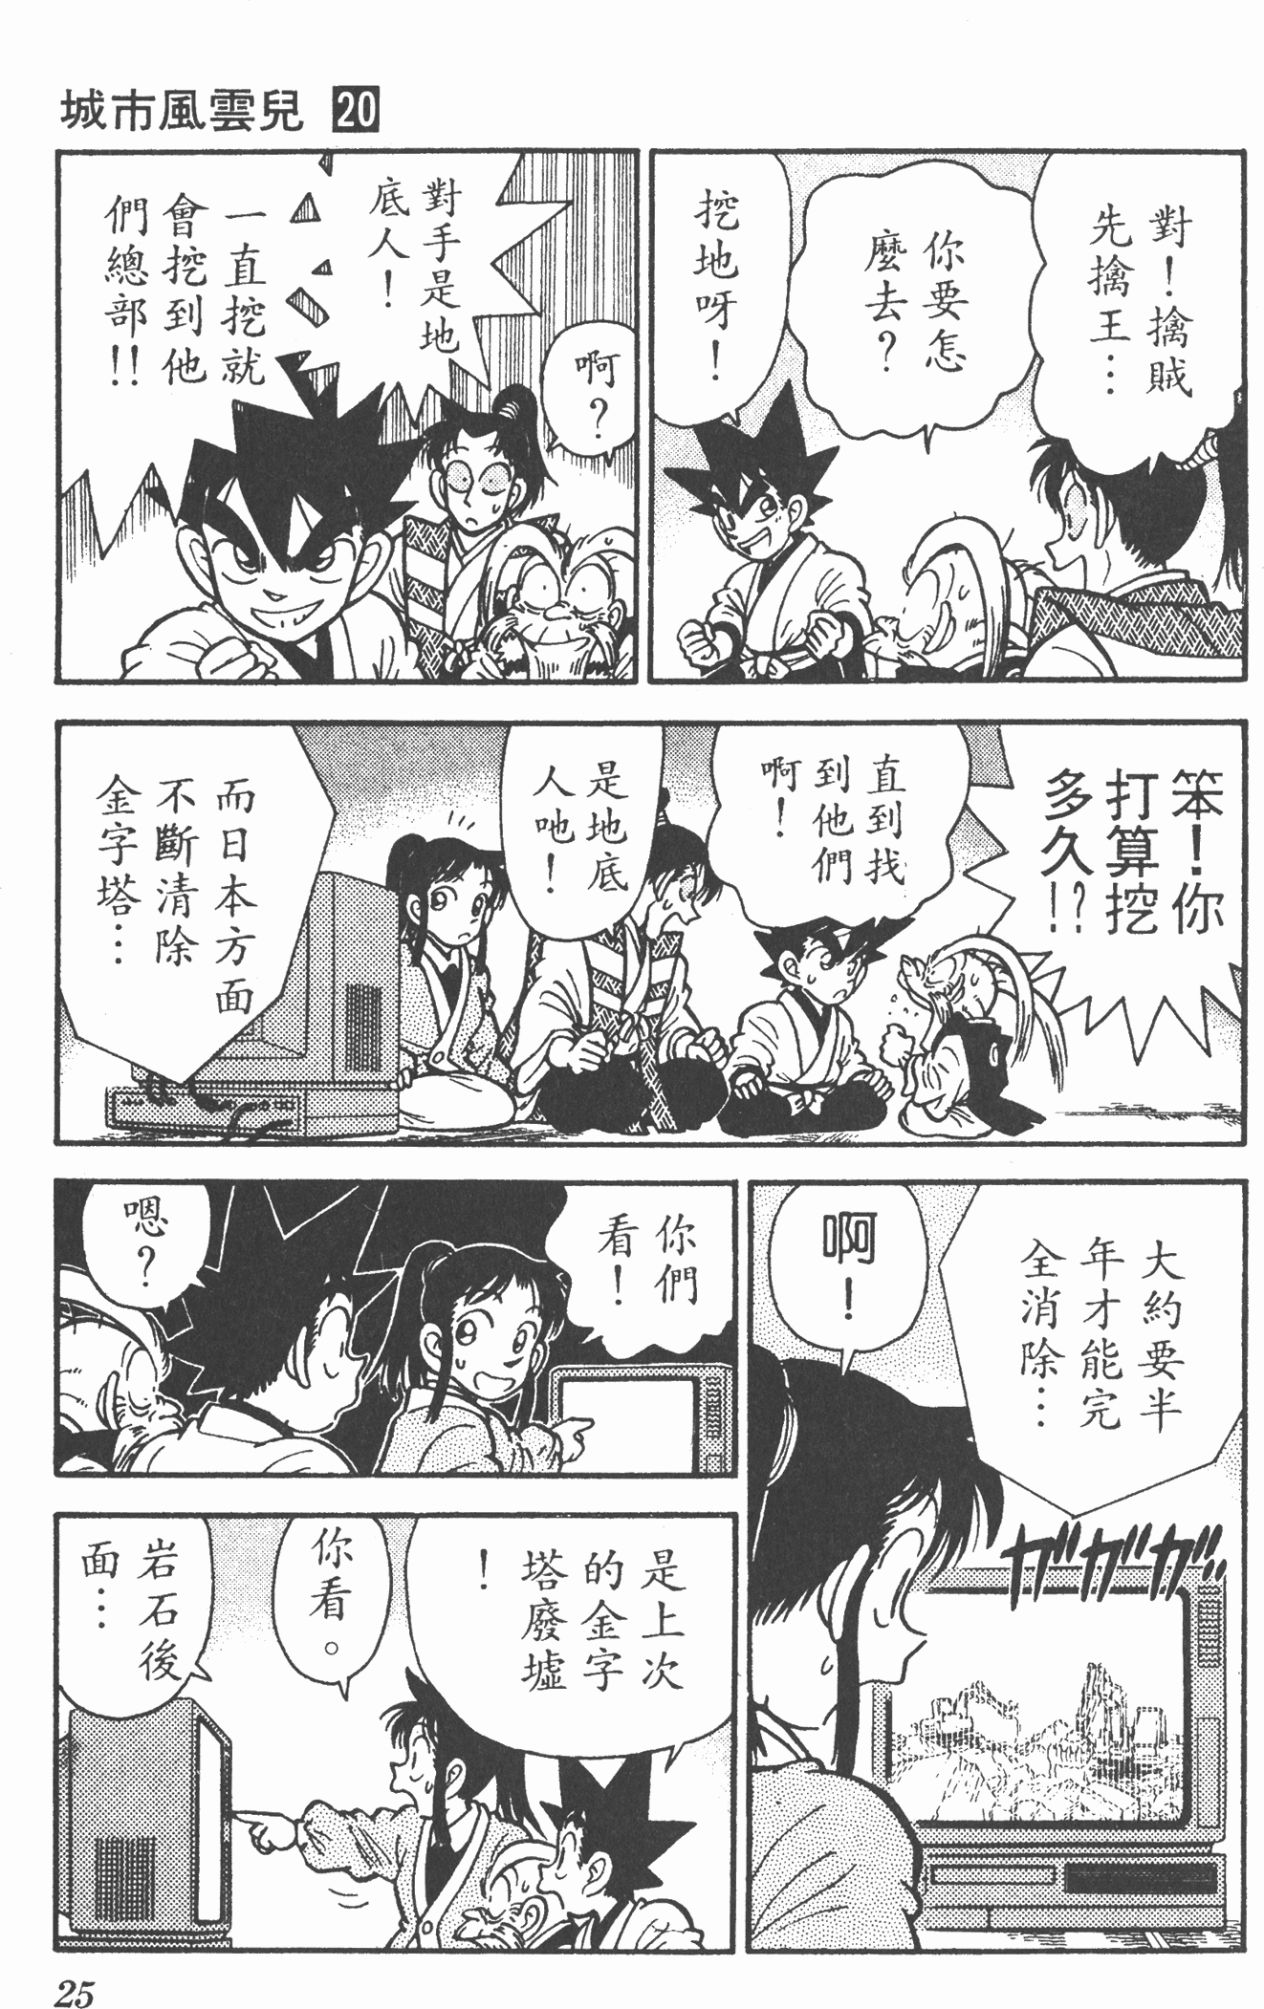 城市風雲兒 20
對！擒賊
先擒王…
你要怎
麼去？
挖地呀！
啊？
對手是地
底人！
一直挖就
會挖到他
們總部!!
笨！你
打算挖
多久!?
直到找
到他們
啊！
是地底
人吔！
而日本方面
不斷清除
金字塔…
大約要半
年才能完
全消除…
啊！
ガガガ
你們
看！
嗯？
是上次
的金字
塔廢墟
！
你看。
岩石後
面…
25